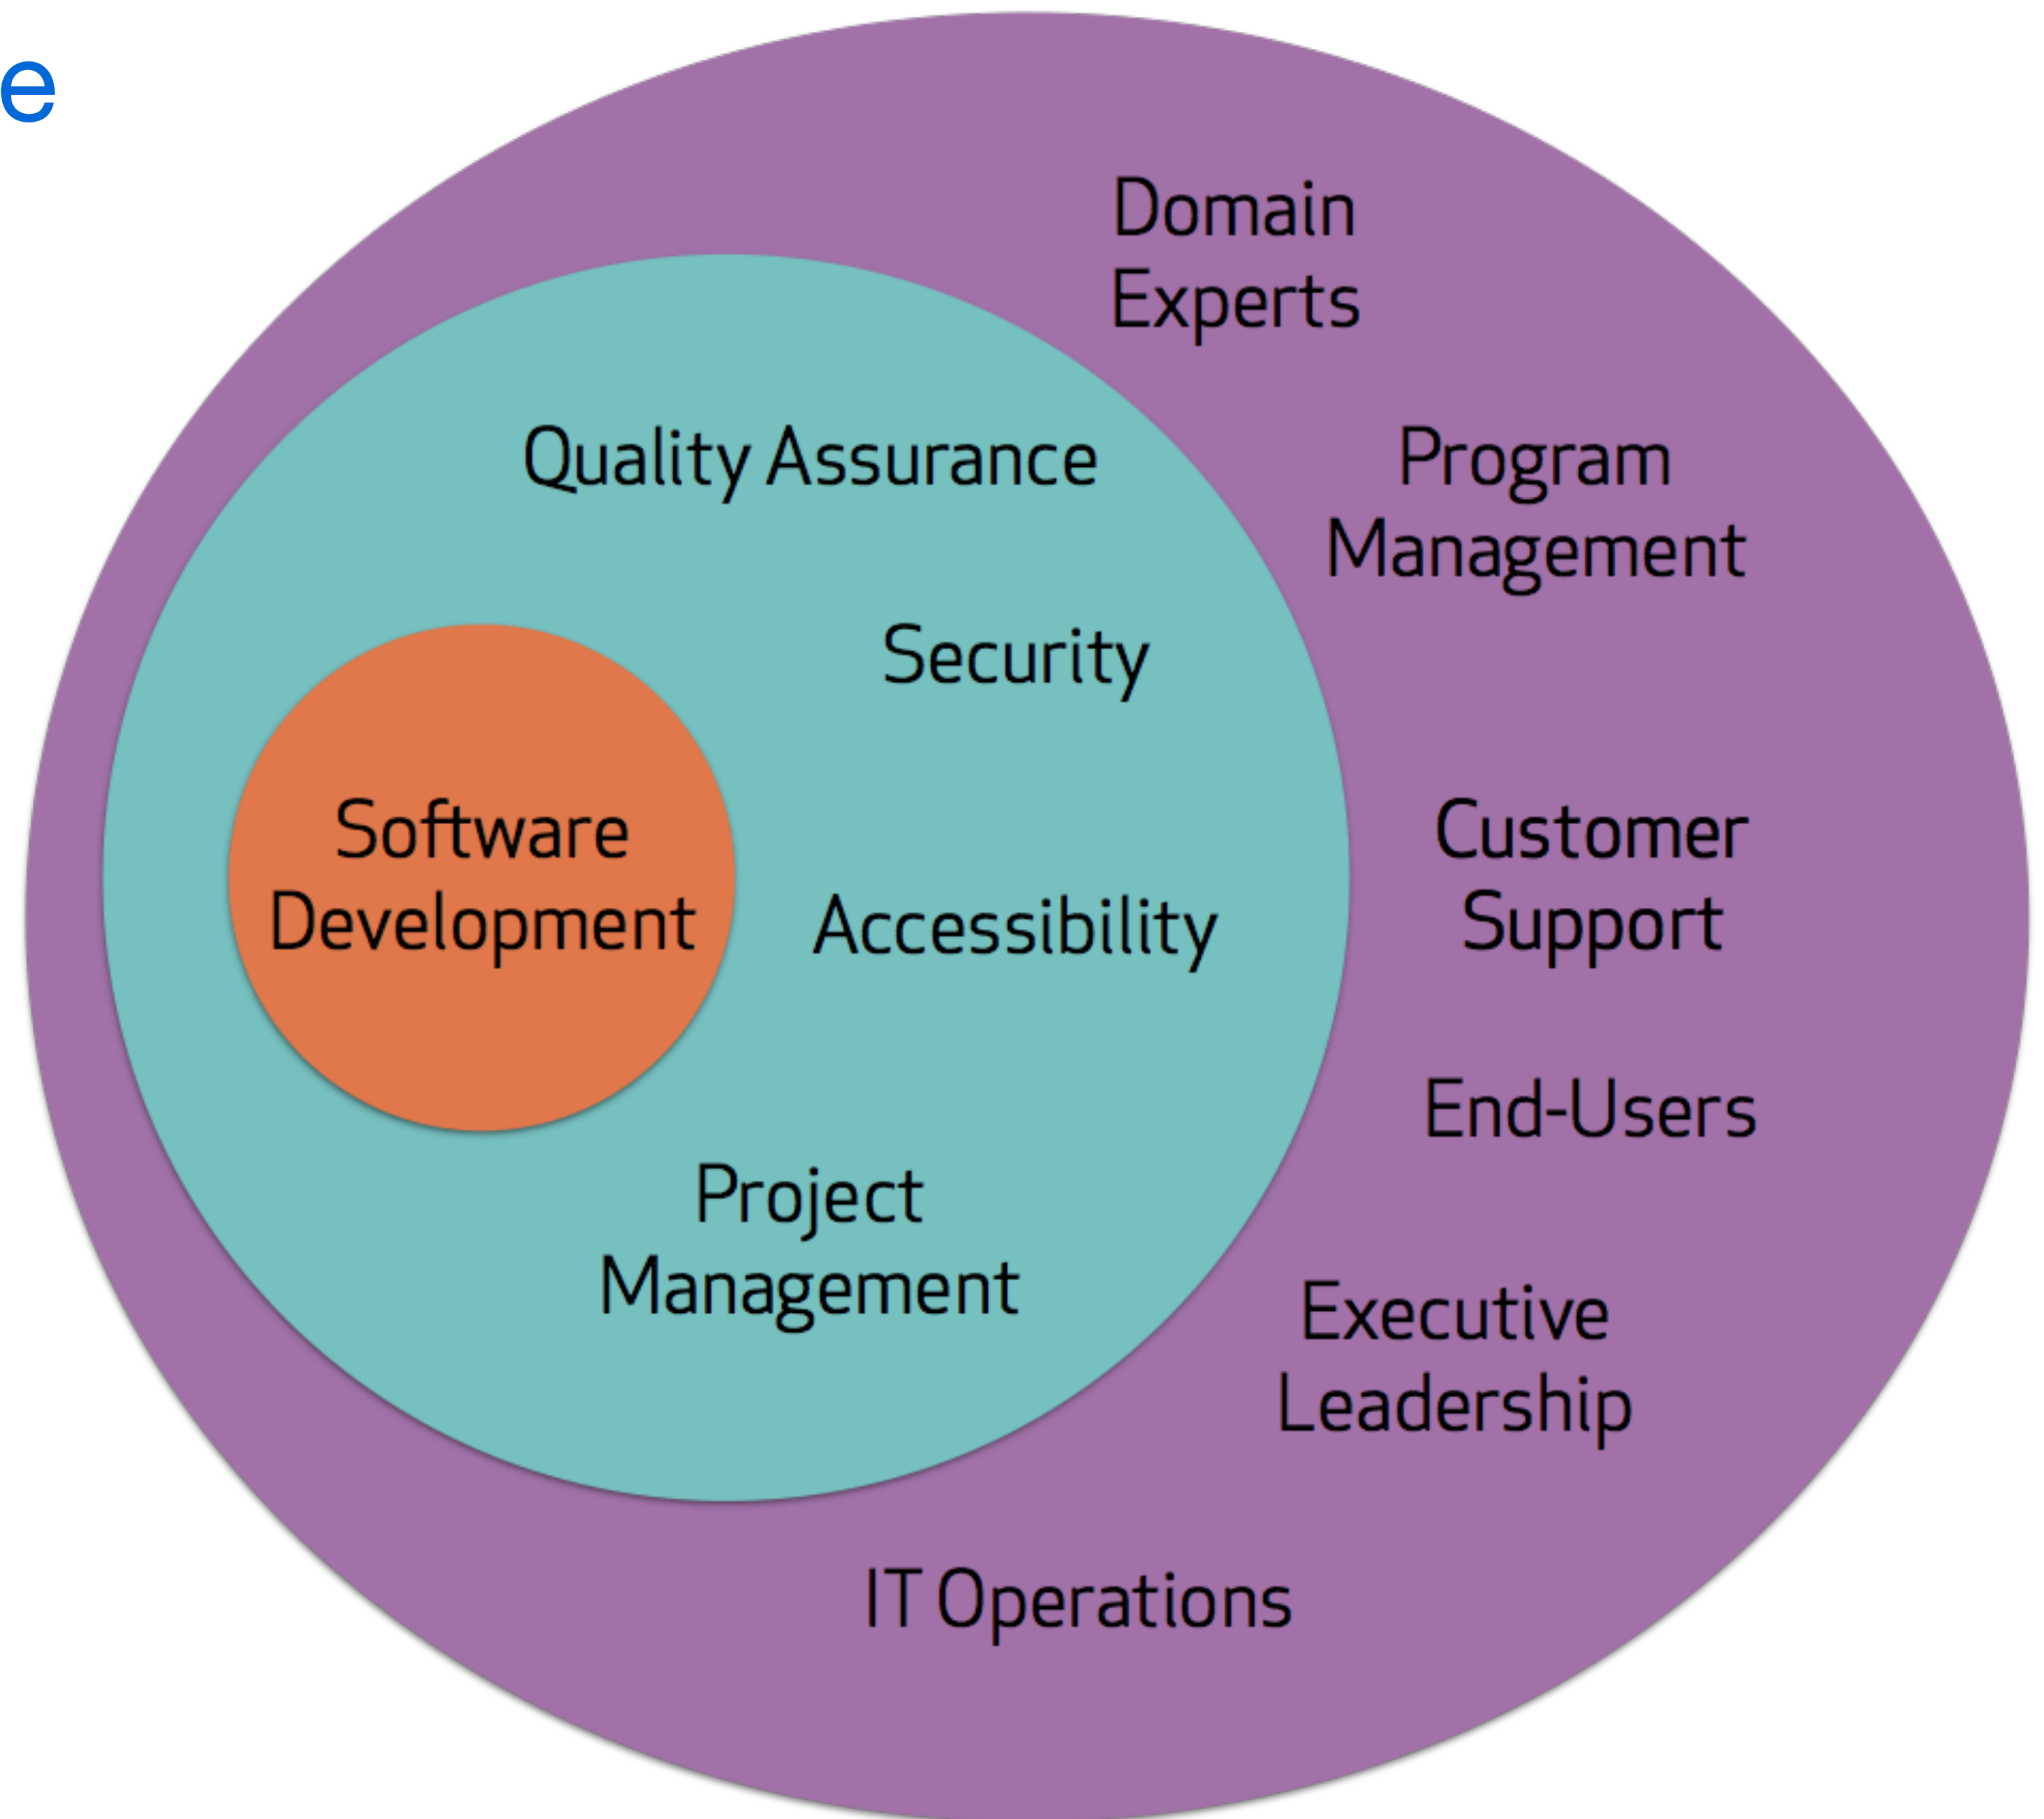 e
Domain
Experts
Quality Assurance
Program
Management
Security
Software
Development
Customer
Support
Accessibility
End-Users
Project
Management
Executive
Leadership
IT Operations